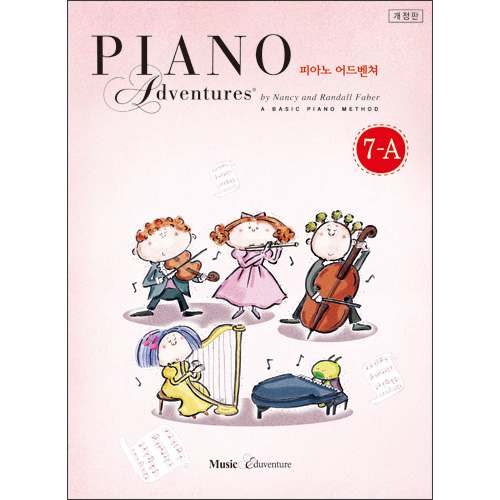 개정판
PIANO
피아노 어드벤쳐
Adventures®
by Nancy and Randall Faber
A BASIC PIANO METHOD
7-A
Music Eduventure